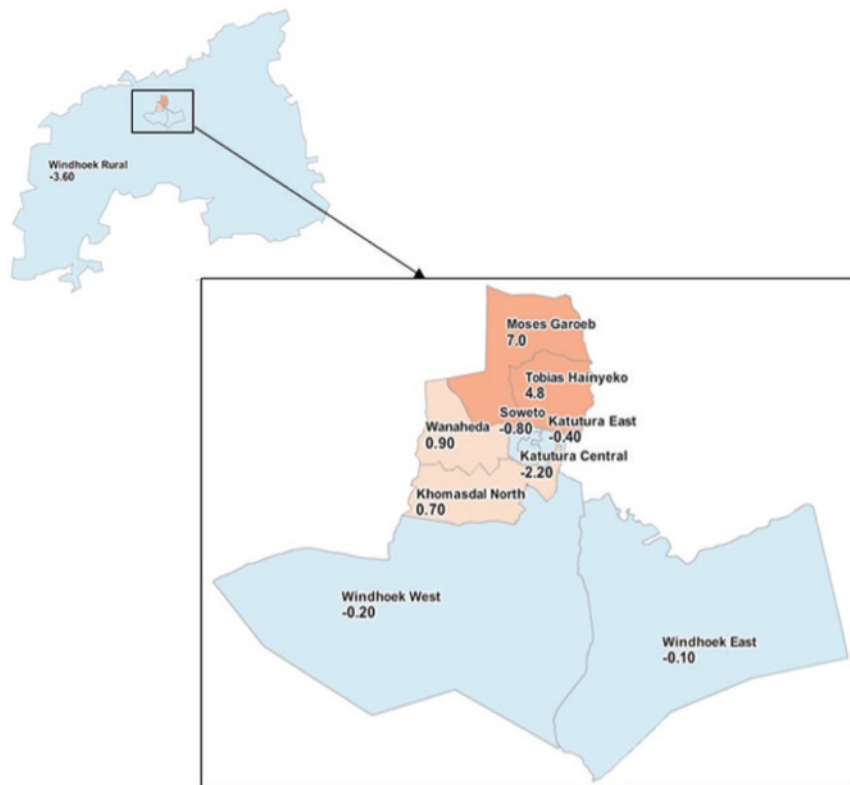 Windhoek Rural
-3.60
Moses Garoeb
7.0
Tobias Hainyeko
4.8
Soweto
-0.80
Katutura East
-0.40
Wanaheda
0.90
Katutura Central
-2.20
Khomasdal North
0.70
Windhoek West
-0.20
Windhoek East
-0.10